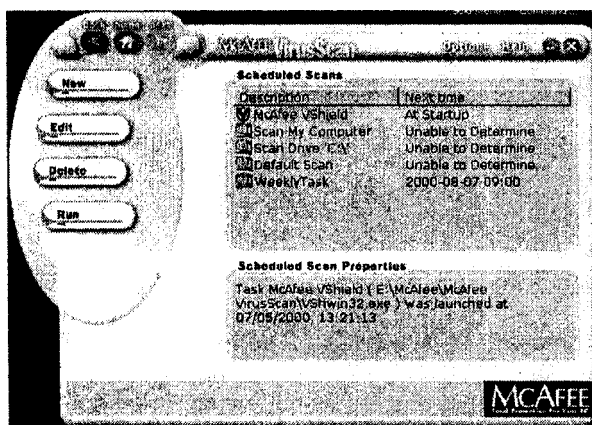 McAfee VirusScan
Options Help
New
Edit
Delete
Run
Scheduled Scans
Description Next time
McAfee VShield At Startup
Scan My Computer Unable to Determine
Scan Drive 'C:\' Unable to Determine
Default Scan Unable to Determine
WeeklyTask 2000-08-07 09:00
Scheduled Scan Properties
Task McAfee VShield ( E:\McAfee\McAfee
VirusScan\VShwin32.exe ) was launched at
07/05/2000, 13:21:13
MCAFEE